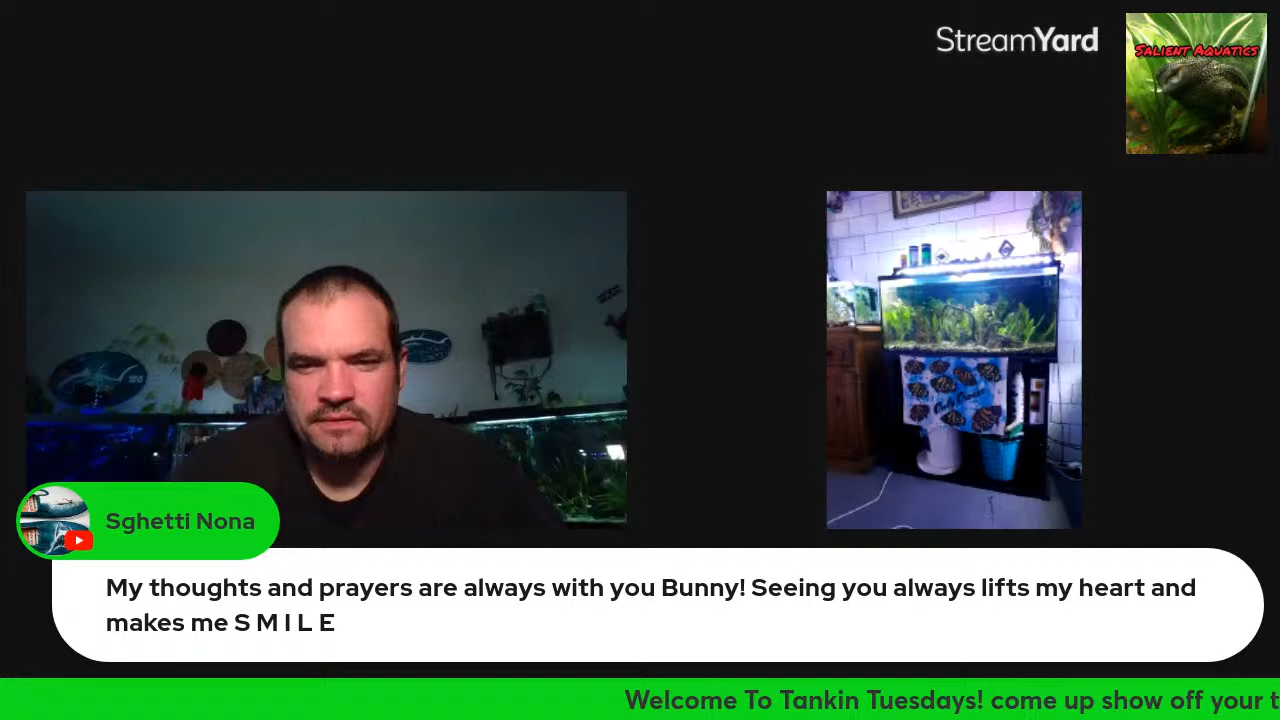 StreamYard
SALIENT AQUATICS
Sghetti Nona
My thoughts and prayers are always with you Bunny! Seeing you always lifts my heart and
makes me S M I L E
Welcome To Tankin Tuesdays! come up show off your t